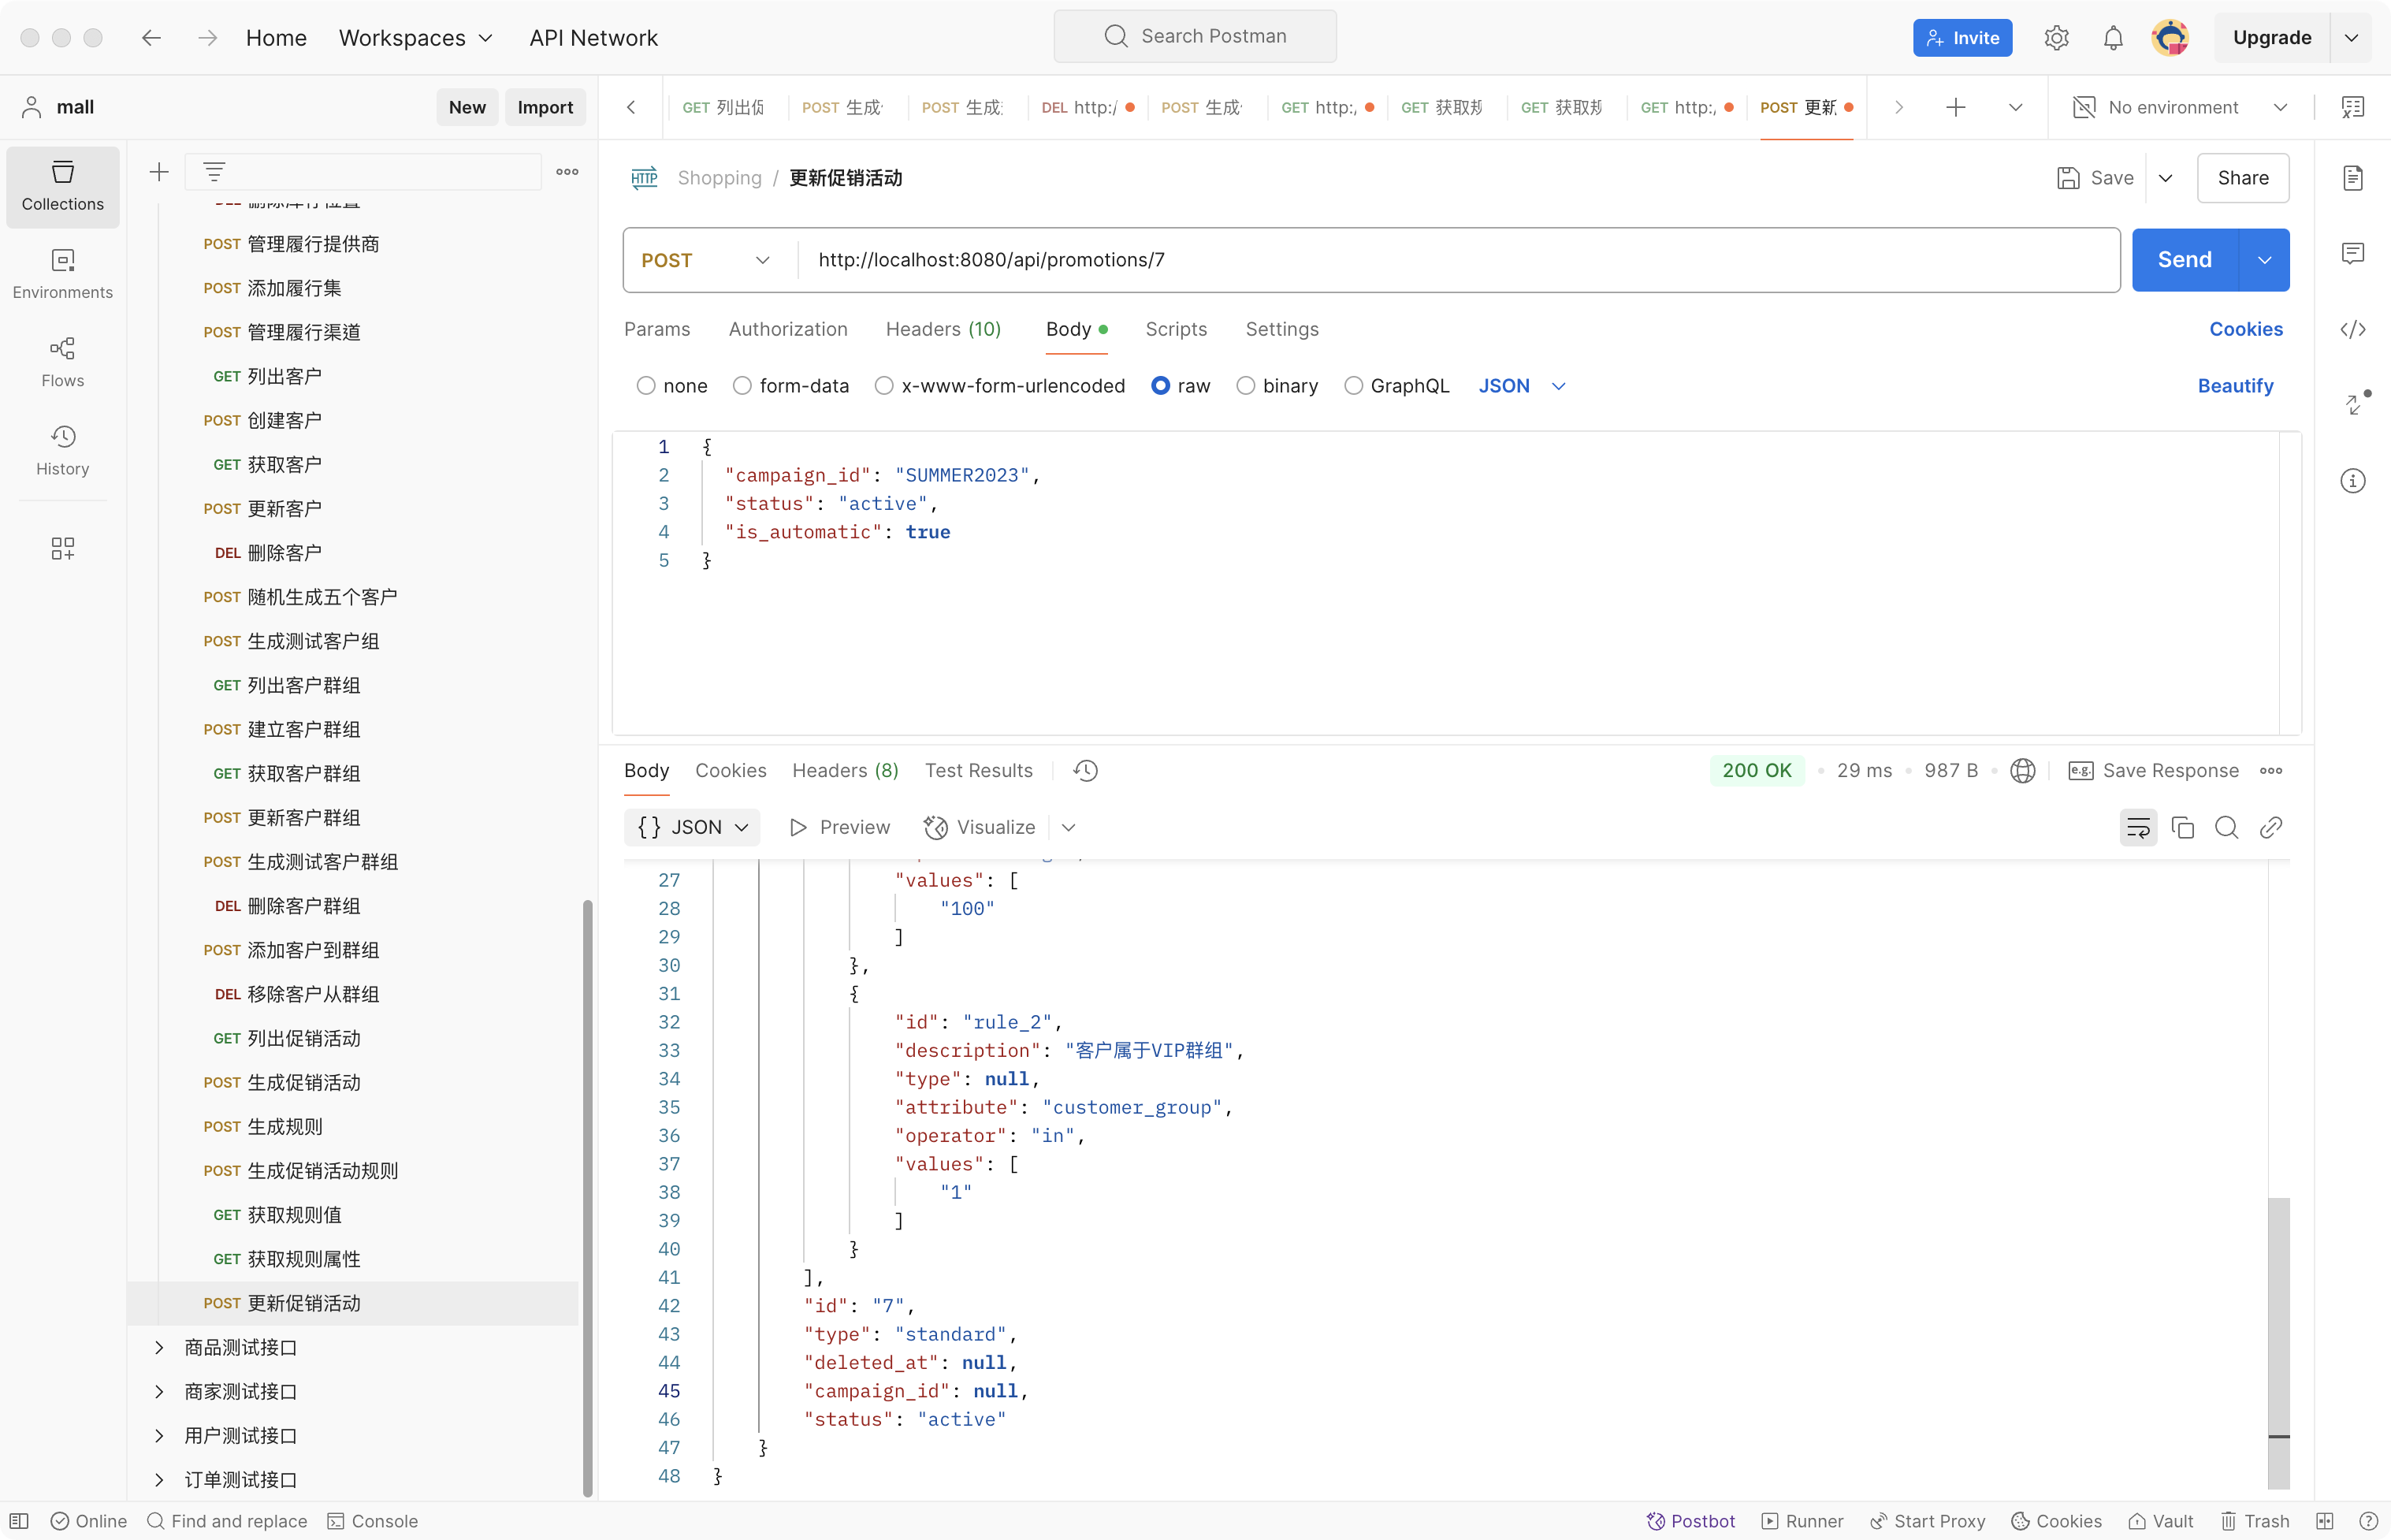 Home
Workspaces
API Network
Search Postman
Invite
Upgrade
mall
New
Import
GET 列出促
POST 生成
POST 生成
DEL http:/
POST 生成
GET http:
GET 获取规
GET 获取规
GET http:
POST 更新
No environment
Collections
Environments
Flows
History
DEL 删除库存位置
POST 管理履行提供商
POST 添加履行集
POST 管理履行渠道
GET 列出客户
POST 创建客户
GET 获取客户
POST 更新客户
DEL 删除客户
POST 随机生成五个客户
POST 生成测试客户组
GET 列出客户群组
POST 建立客户群组
GET 获取客户群组
POST 更新客户群组
POST 生成测试客户群组
DEL 删除客户群组
POST 添加客户到群组
DEL 移除客户从群组
GET 列出促销活动
POST 生成促销活动
POST 生成规则
POST 生成促销活动规则
GET 获取规则值
GET 获取规则属性
POST 更新促销活动
商品测试接口
商家测试接口
用户测试接口
订单测试接口
HTTP Shopping / 更新促销活动
Save
Share
POST
http://localhost:8080/api/promotions/7
Send
Params
Authorization
Headers (10)
Body
Scripts
Settings
Cookies
none
form-data
x-www-form-urlencoded
raw
binary
GraphQL
JSON
Beautify
1 {
2 "campaign_id": "SUMMER2023",
3 "status": "active",
4 "is_automatic": true
5 }
Body
Cookies
Headers (8)
Test Results
200 OK
29 ms
987 B
e.g. Save Response
{} JSON
Preview
Visualize
27 "values": [
28 "100"
29 ]
30 },
31 {
32 "id": "rule_2",
33 "description": "客户属于VIP群组",
34 "type": null,
35 "attribute": "customer_group",
36 "operator": "in",
37 "values": [
38 "1"
39 ]
40 }
41 ],
42 "id": "7",
43 "type": "standard",
44 "deleted_at": null,
45 "campaign_id": null,
46 "status": "active"
47 }
48 }
Online
Find and replace
Console
Postbot
Runner
Start Proxy
Cookies
Vault
Trash